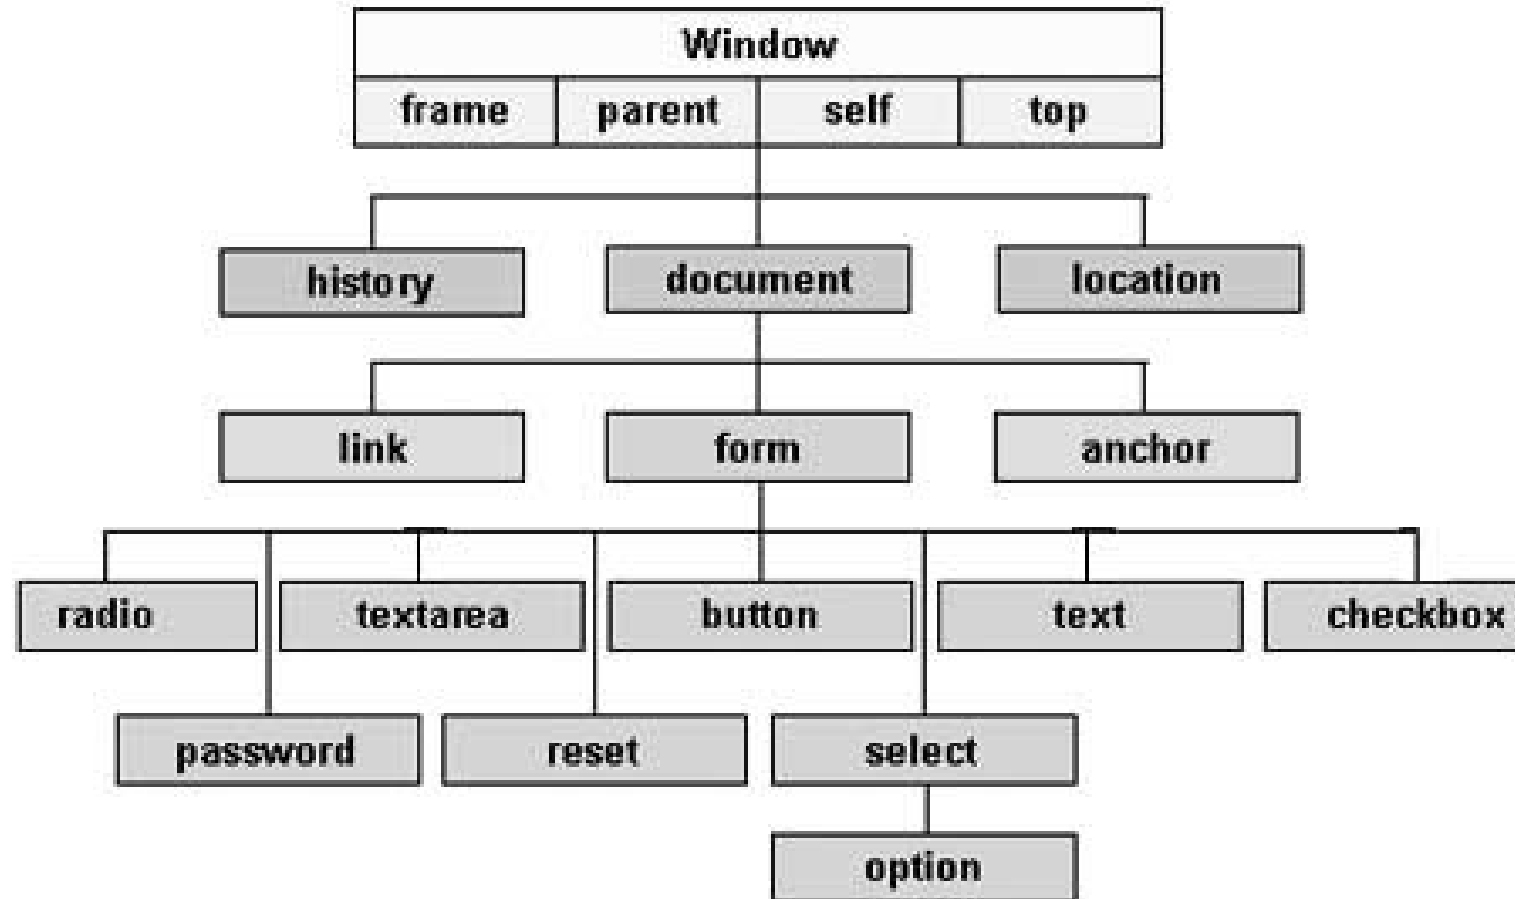 Window
frame parent self top
history document location
link form anchor
radio textarea button text checkbox
password reset select
option